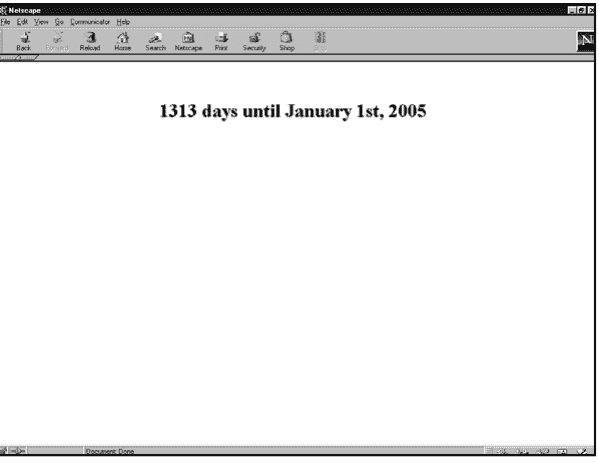 Netscape
File Edit View Go Communicator Help
Back Forward Reload Home Search Netscape Print Security Shop Stop
N
1313 days until January 1st, 2005
Document: Done